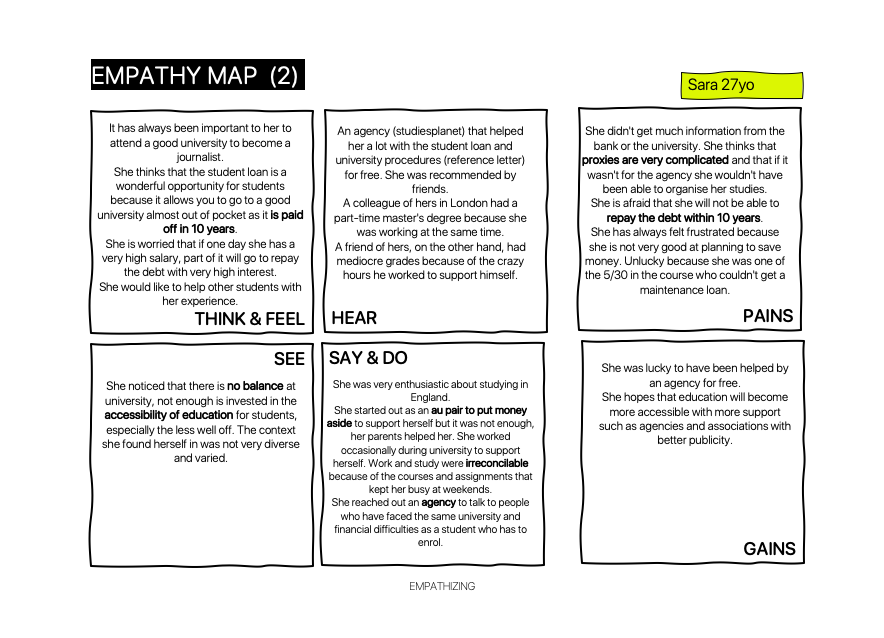 EMPATHY MAP (2)
Sara 27yo
It has always been important to her to
attend a good university to become a
journalist.
She thinks that the student loan is a
wonderful opportunity for students
because it allows you to go to a good
university almost out of pocket as it is paid
off in 10 years.
She is worried that if one day she has a
very high salary, part of it will go to repay
the debt with very high interest.
She would like to help other students with
her experience.
THINK & FEEL
An agency (studiesplanet) that helped
her a lot with the student loan and
university procedures (reference letter)
for free. She was recommended by
friends.
A colleague of hers in London had a
part-time master's degree because she
was working at the same time.
A friend of hers, on the other hand, had
mediocre grades because of the crazy
hours he worked to support himself.
HEAR
She didn't get much information from the
bank or the university. She thinks that
proxies are very complicated and that if it
wasn't for the agency she wouldn't have
been able to organise her studies.
She is afraid that she will not be able to
repay the debt within 10 years.
She has always felt frustrated because
she is not very good at planning to save
money. Unlucky because she was one of
the 5/30 in the course who couldn't get a
maintenance loan.
PAINS
SEE
She noticed that there is no balance at
university, not enough is invested in the
accessibility of education for students,
especially the less well off. The context
she found herself in was not very diverse
and varied.
SAY & DO
She was very enthusiastic about studying in
England.
She started out as an au pair to put money
aside to support herself but it was not enough,
her parents helped her. She worked
occasionally during university to support
herself. Work and study were irreconcilable
because of the courses and assignments that
kept her busy at weekends.
She reached out an agency to talk to people
who have faced the same university and
financial difficulties as a student who has to
enrol.
She was lucky to have been helped by
an agency for free.
She hopes that education will become
more accessible with more support
such as agencies and associations with
better publicity.
GAINS
EMPATHIZING